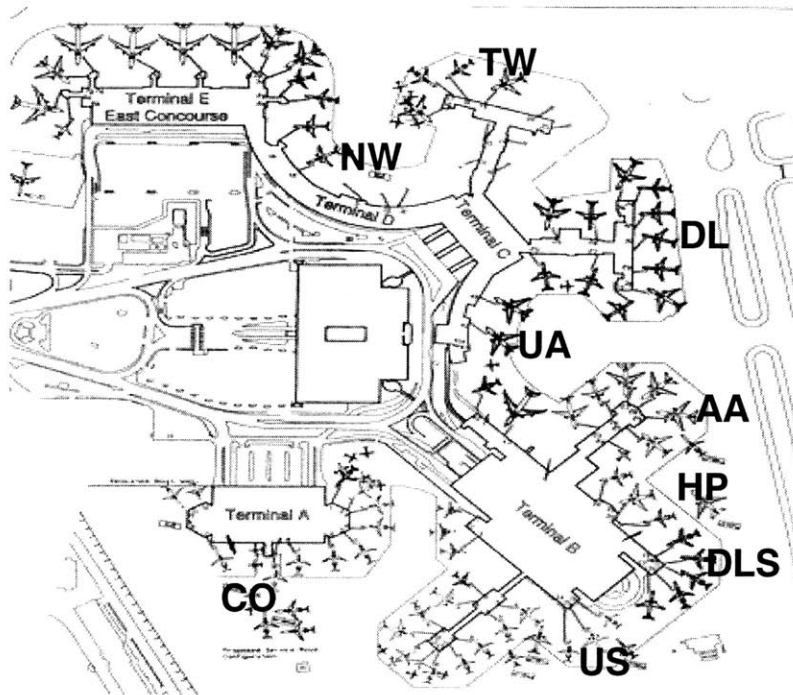 TW
Terminal E
East Concourse
NW
Terminal D
Terminal C
DL
UA
AA
HP
Terminal A
Terminal B
DLS
CO
US